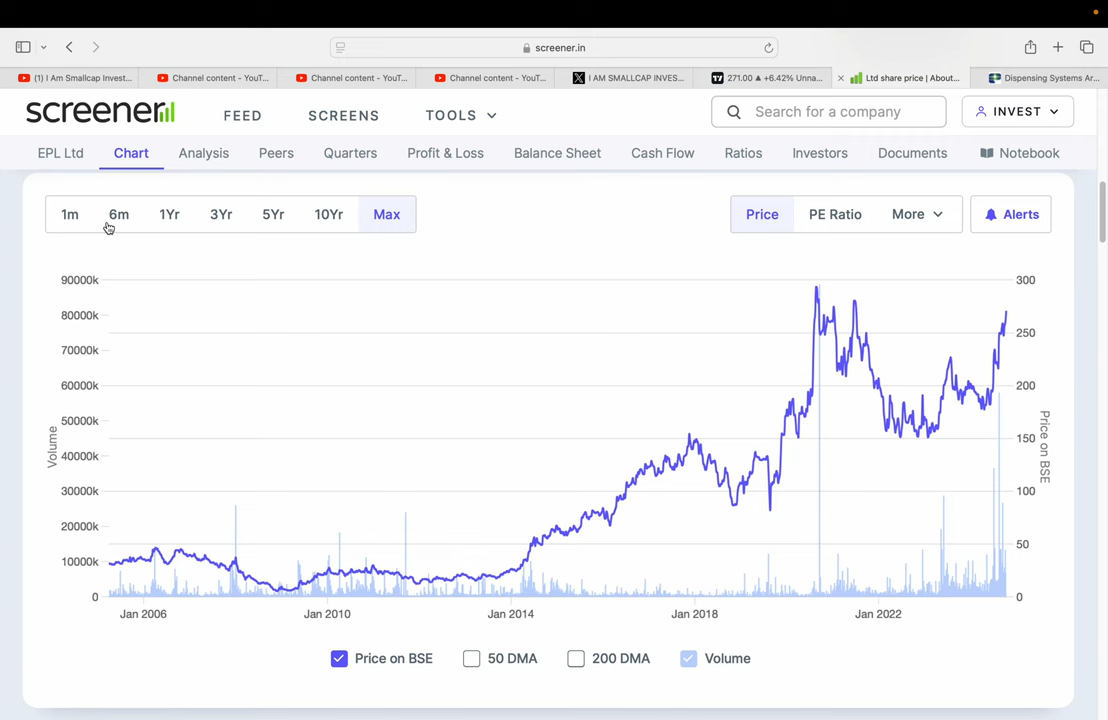 screener.in
(1) I Am Smallcap Invest... Channel content - YouT... Channel content - YouT... Channel content - YouT... I AM SMALLCAP INVES... 271.00 ▲ +6.42% Unna... Ltd share price | About... Dispensing Systems Ar...
screener FEED SCREENS TOOLS Search for a company INVEST
EPL Ltd Chart Analysis Peers Quarters Profit & Loss Balance Sheet Cash Flow Ratios Investors Documents Notebook
1m 6m 1Yr 3Yr 5Yr 10Yr Max Price PE Ratio More Alerts
90000k 300
80000k
250
70000k
60000k 200
50000k
150
40000k
30000k 100
20000k
50
10000k
0 0
Volume
Price on BSE
Jan 2006 Jan 2010 Jan 2014 Jan 2018 Jan 2022
Price on BSE 50 DMA 200 DMA Volume